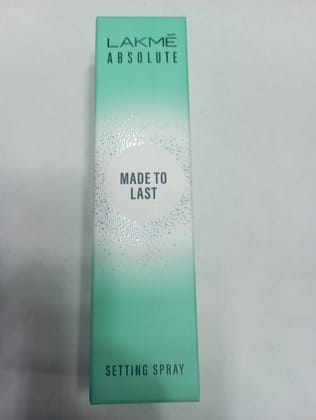 LAKMĒ
ABSOLUTE
MADE TO
LAST
SETTING SPRAY